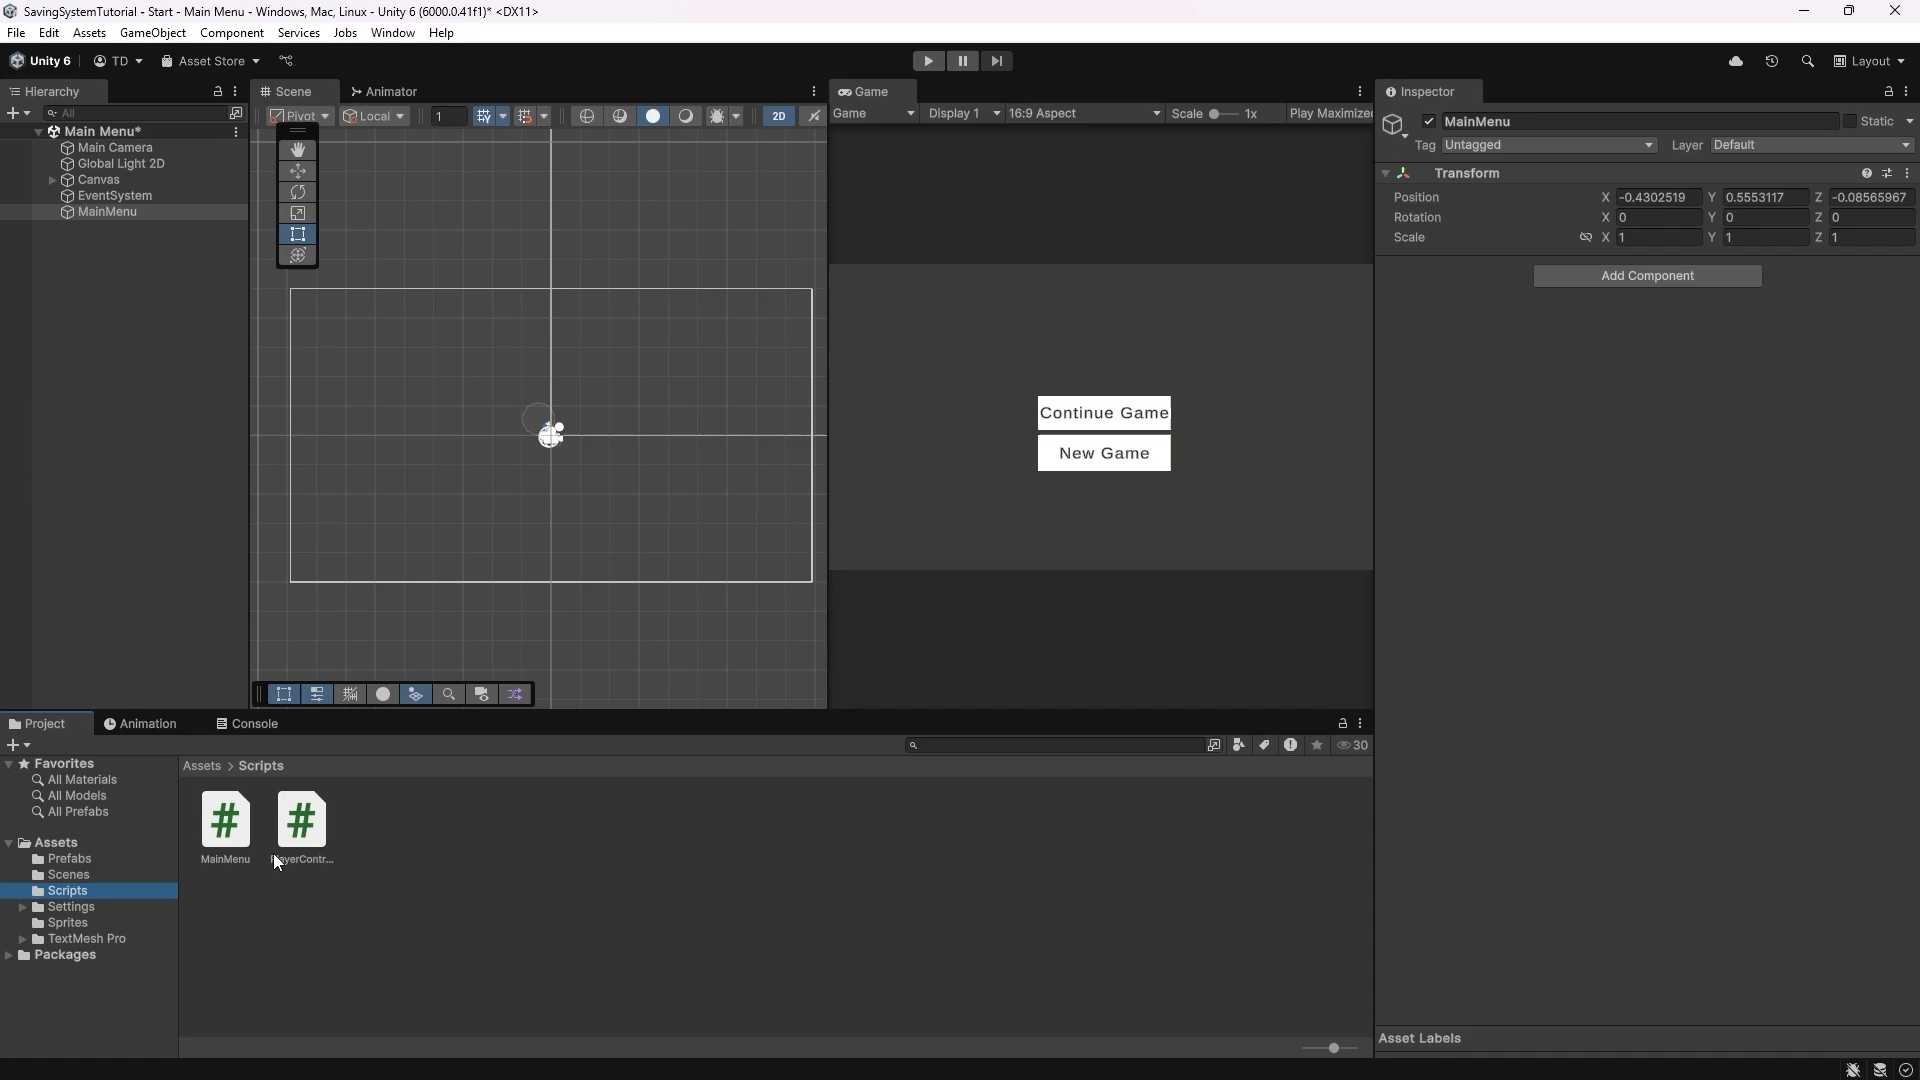 SavingSystemTutorial - Start - Main Menu - Windows, Mac, Linux - Unity 6 (6000.0.41f1)* <DX11>
File Edit Assets GameObject Component Services Jobs Window Help
Unity 6 TD Asset Store Layout
Hierarchy
All
Main Menu*
Main Camera
Global Light 2D
Canvas
EventSystem
MainMenu
Scene Animator
Pivot Local 1 2D
Game
Game Display 1 16:9 Aspect Scale 1x Play Maximized
Continue Game
New Game
Inspector
MainMenu Static
Tag Untagged Layer Default
Transform
Position X -0.4302519 Y 0.5553117 Z -0.08565967
Rotation X 0 Y 0 Z 0
Scale X 1 Y 1 Z 1
Add Component
Asset Labels
Project Animation Console
30
Favorites
All Materials
All Models
All Prefabs
Assets
Prefabs
Scenes
Scripts
Settings
Sprites
TextMesh Pro
Packages
Assets > Scripts
# #
MainMenu ayerContr...